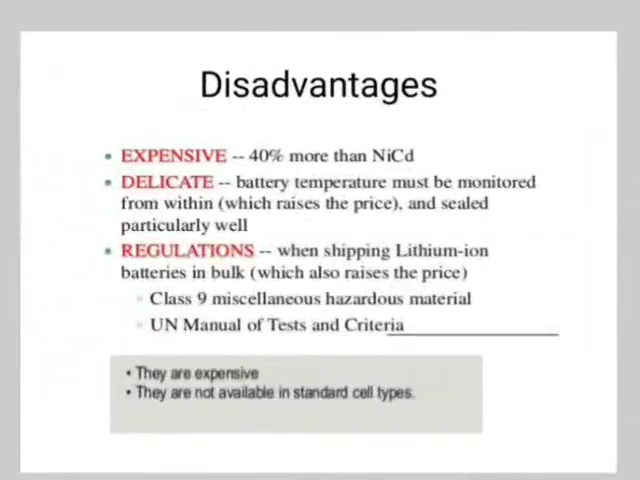 Disadvantages
• EXPENSIVE -- 40% more than NiCd
• DELICATE -- battery temperature must be monitored
from within (which raises the price), and sealed
particularly well
• REGULATIONS -- when shipping Lithium-ion
batteries in bulk (which also raises the price)
Class 9 miscellaneous hazardous material
UN Manual of Tests and Criteria
• They are expensive
• They are not available in standard cell types.